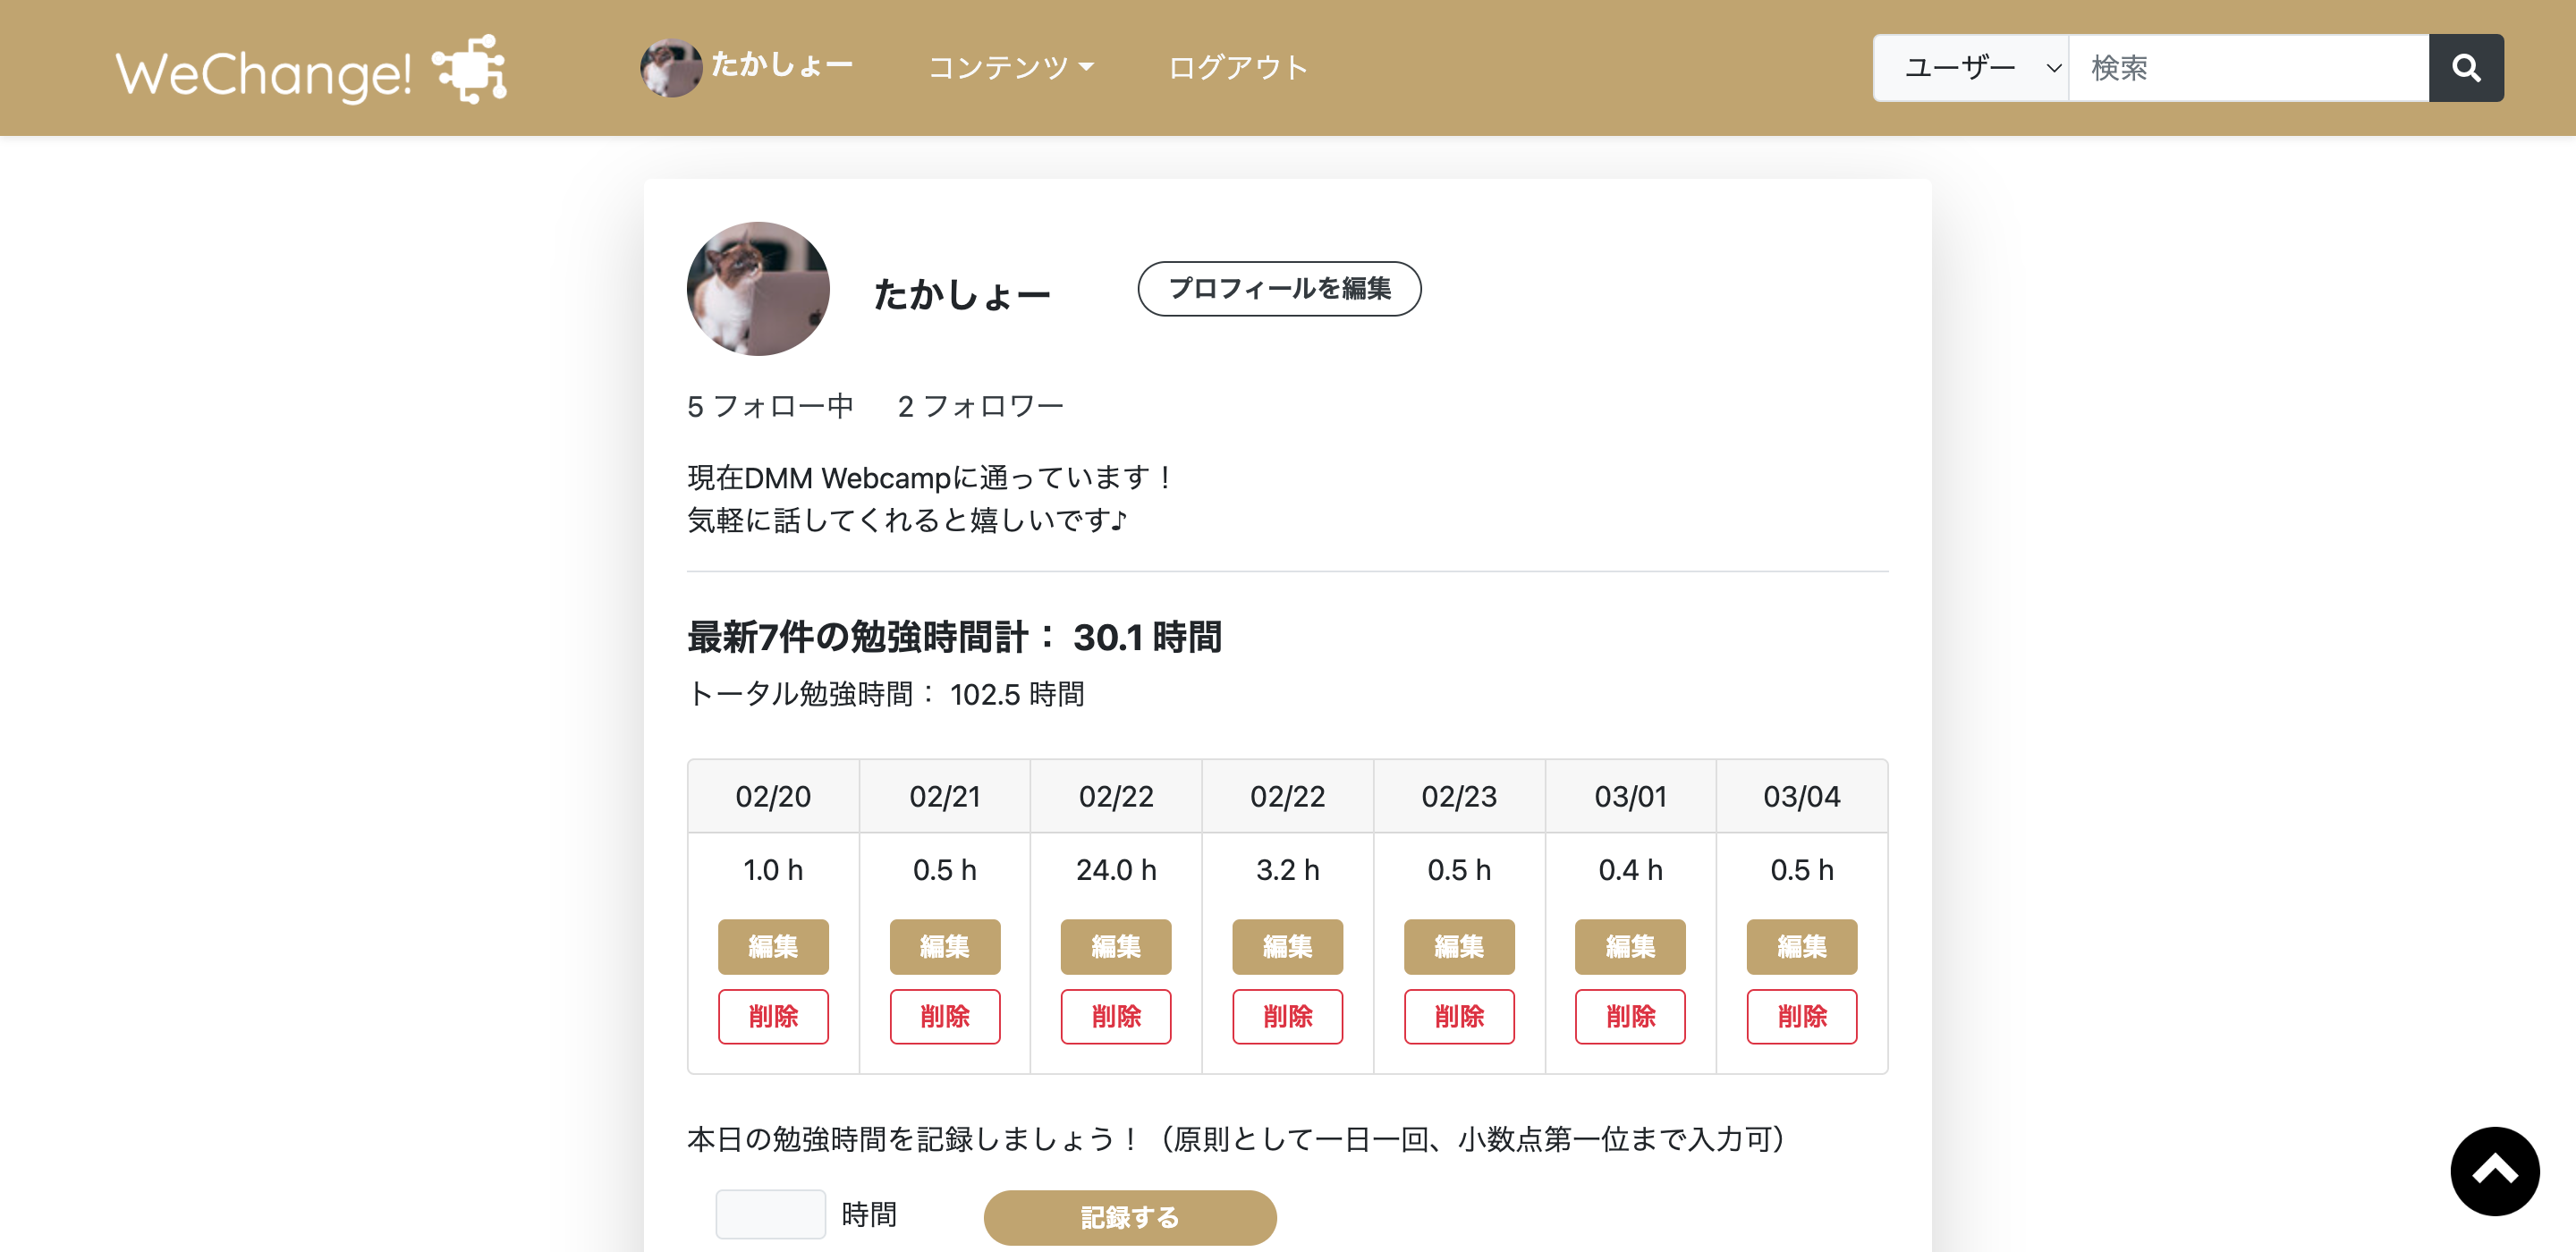 WeChange!
たかしょー コンテンツ ログアウト ユーザー 検索
たかしょー プロフィールを編集
5 フォロー中 2 フォロワー
現在DMM Webcampに通っています！
気軽に話してくれると嬉しいです♪
最新7件の勉強時間計： 30.1 時間
トータル勉強時間： 102.5 時間
02/20 02/21 02/22 02/22 02/23 03/01 03/04
1.0 h 0.5 h 24.0 h 3.2 h 0.5 h 0.4 h 0.5 h
編集 編集 編集 編集 編集 編集 編集
削除 削除 削除 削除 削除 削除 削除
本日の勉強時間を記録しましょう！（原則として一日一回、小数点第一位まで入力可）
時間 記録する